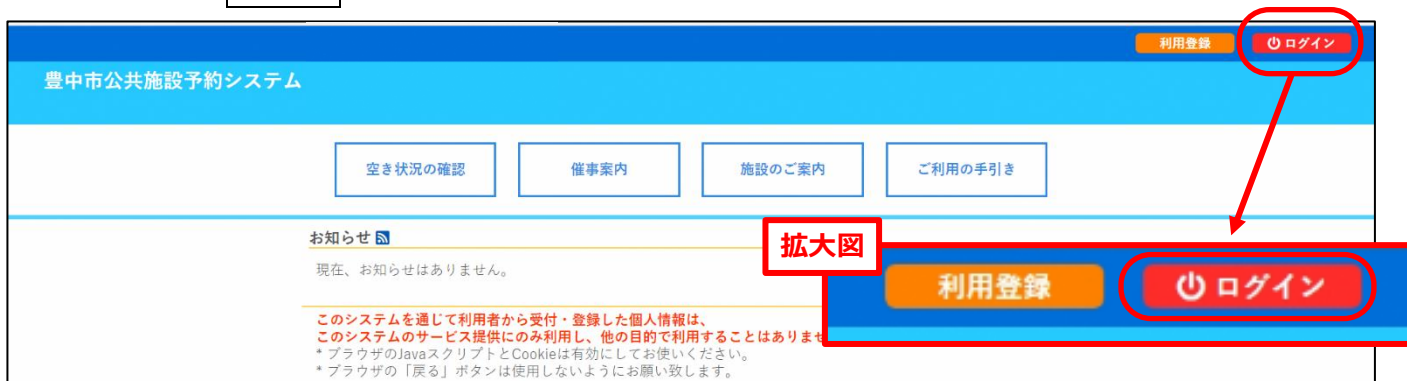 利用登録 ログイン
豊中市公共施設予約システム
空き状況の確認 催事案内 施設のご案内 ご利用の手引き
お知らせ
現在、お知らせはありません。
拡大図
利用登録 ログイン
このシステムを通じて利用者から受付・登録した個人情報は、
このシステムのサービス提供にのみ利用し、他の目的で利用することはありませ
* ブラウザのJavaスクリプトとCookieは有効にしてお使いください。
* ブラウザの「戻る」ボタンは使用しないようにお願い致します。